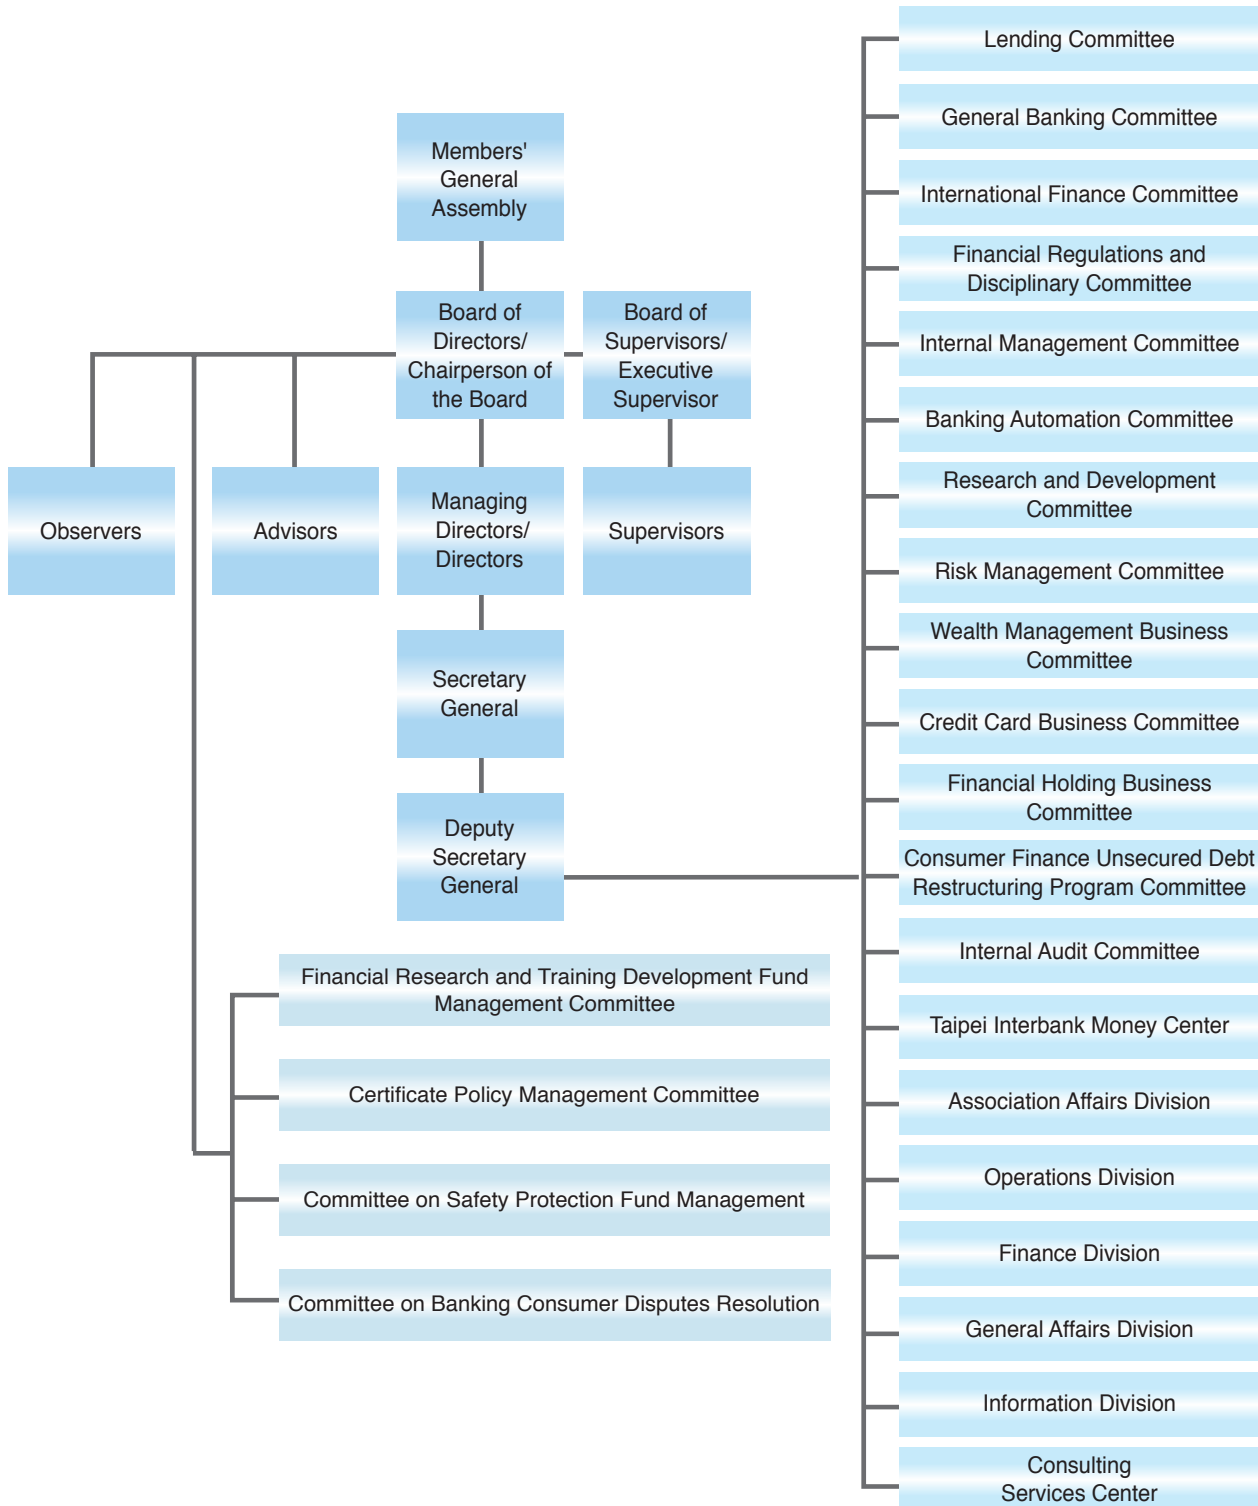 Members'
General
Assembly
Board of
Directors/
Chairperson of
the Board
Board of
Supervisors/
Executive
Supervisor
Observers
Advisors
Managing
Directors/
Directors
Supervisors
Secretary
General
Deputy
Secretary
General
Financial Research and Training Development Fund
Management Committee
Certificate Policy Management Committee
Committee on Safety Protection Fund Management
Committee on Banking Consumer Disputes Resolution
Lending Committee
General Banking Committee
International Finance Committee
Financial Regulations and
Disciplinary Committee
Internal Management Committee
Banking Automation Committee
Research and Development
Committee
Risk Management Committee
Wealth Management Business
Committee
Credit Card Business Committee
Financial Holding Business
Committee
Consumer Finance Unsecured Debt
Restructuring Program Committee
Internal Audit Committee
Taipei Interbank Money Center
Association Affairs Division
Operations Division
Finance Division
General Affairs Division
Information Division
Consulting
Services Center